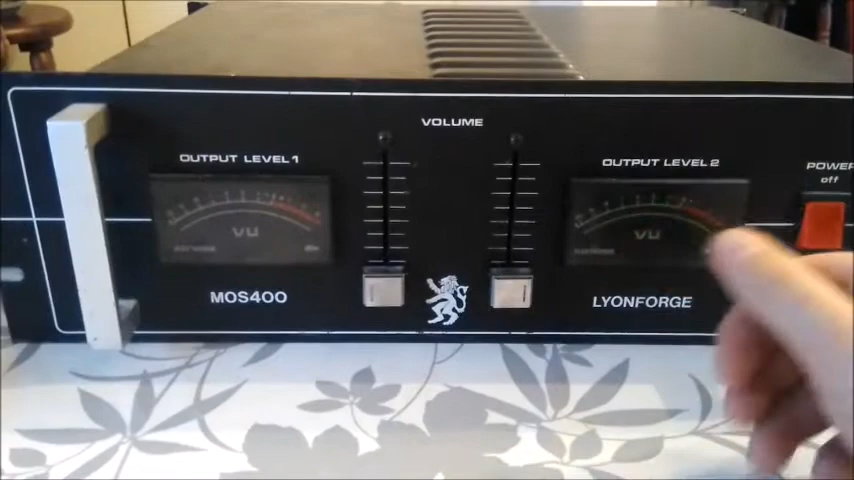 VOLUME
OUTPUT LEVEL 1
OUTPUT LEVEL 2
POWER
off
VU
VU
MOS400
LYONFORGE